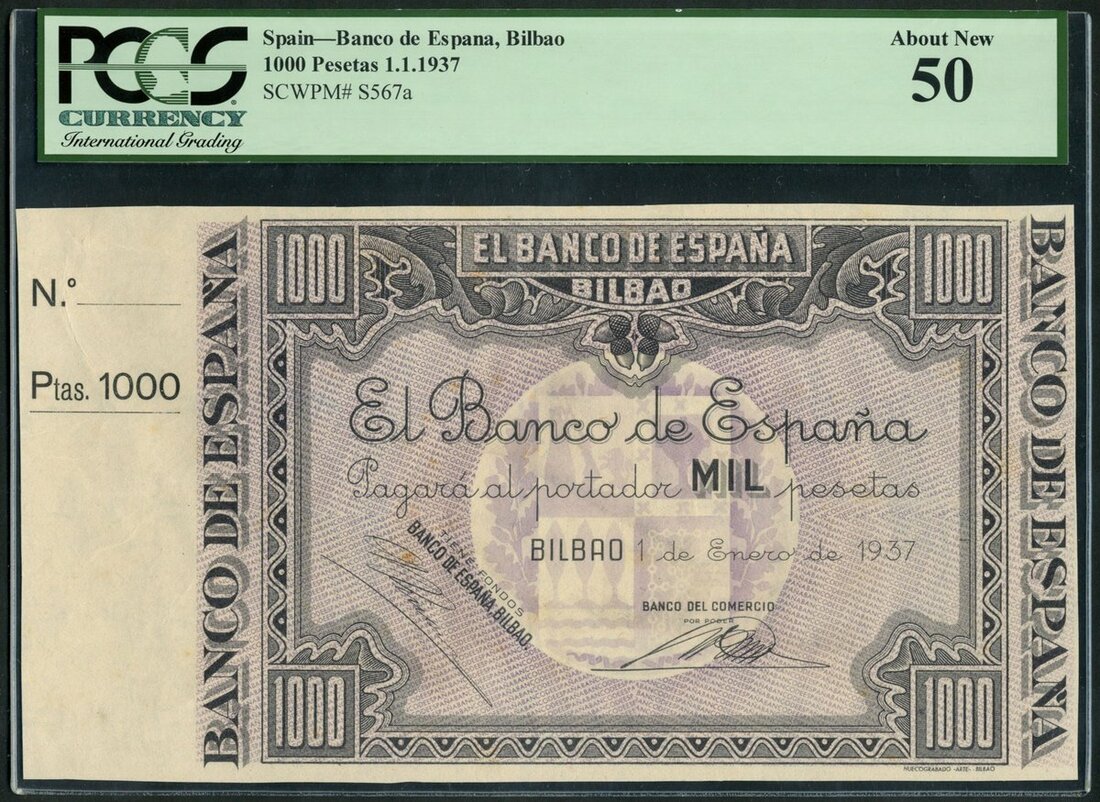 PCGS
CURRENCY
International Grading
Spain—Banco de Espana, Bilbao
1000 Pesetas 1.1.1937
SCWPM# S567a
About New
50
N.º
Ptas. 1000
BANCO DE ESPAÑA
1000
EL BANCO DE ESPAÑA
BILBAO
1000
El Banco de España
Pagará al portador MIL pesetas
BILBAO 1 de Enero de 1937
TIENE FONDOS
BANCO DE ESPAÑA, BILBAO.
BANCO DEL COMERCIO
POR PODER
1000
1000
BANCO DE ESPAÑA
HUECOGRABADO -ARTE- BILBAO